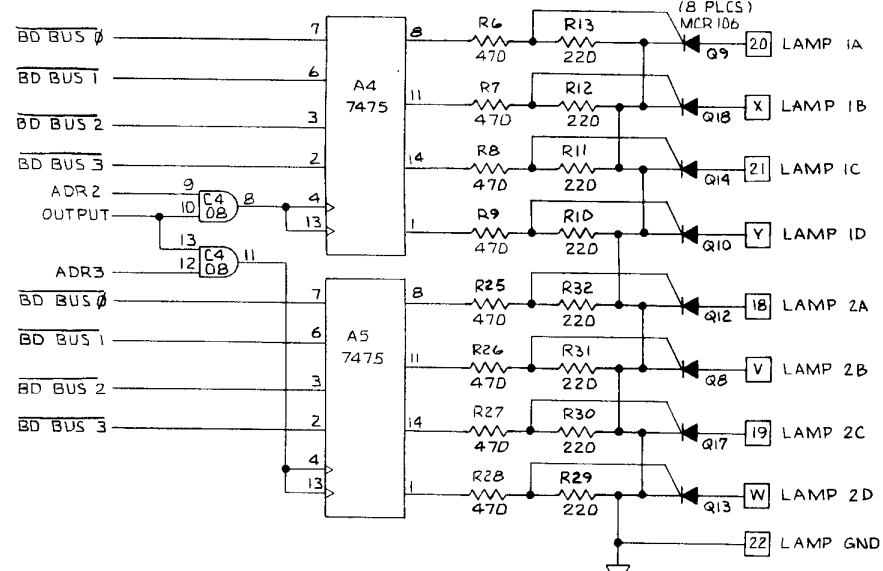 (8 PLCS)
MCR106
BD BUS 0 7 8 R6 470 R13 220 Q9 20 LAMP 1A
BD BUS 1 6 A4 7475 11 R7 470 R12 220 Q18 X LAMP 1B
BD BUS 2 3
BD BUS 3 2 14 R8 470 R11 220 Q14 21 LAMP 1C
ADR2 9 C4 08 8 4
OUTPUT 10 13 1 R9 470 R10 220 Q10 Y LAMP 1D
13 C4 08 11
ADR3 12
BD BUS 0 7 8 R25 470 R32 220 Q12 18 LAMP 2A
BD BUS 1 6 A5 7475 11 R26 470 R31 220 Q8 V LAMP 2B
BD BUS 2 3
BD BUS 3 2 14 R27 470 R30 220 Q17 19 LAMP 2C
4
13 1 R28 470 R29 220 Q13 W LAMP 2D
22 LAMP GND